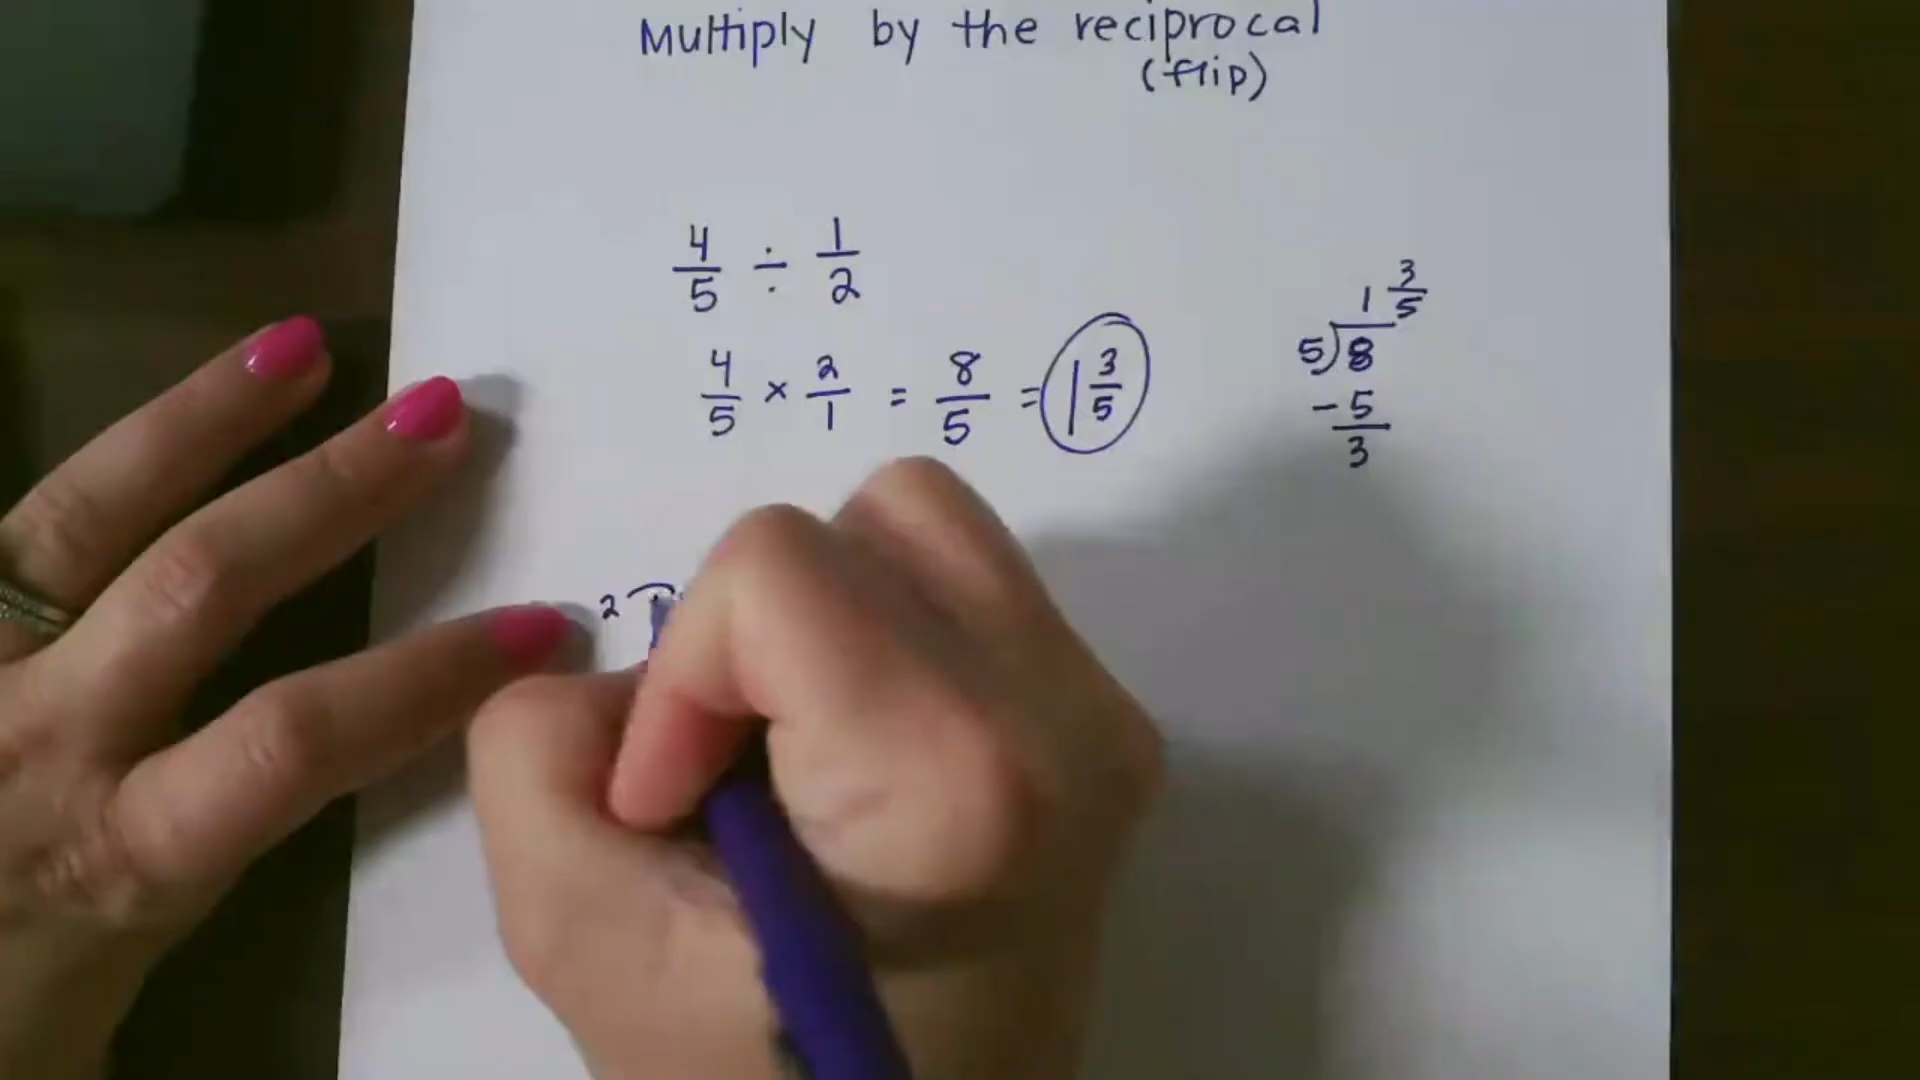 Multiply by the reciprocal
(flip)
4/5 ÷ 1/2
4/5 × 2/1 = 8/5 = 1 3/5
1 3/5
5)8
- 5
3
2